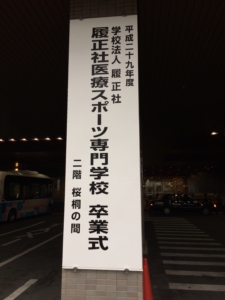 平成二十九年度
学校法人 履正社
履正社医療スポーツ専門学校 卒業式
二階 桜桐の間